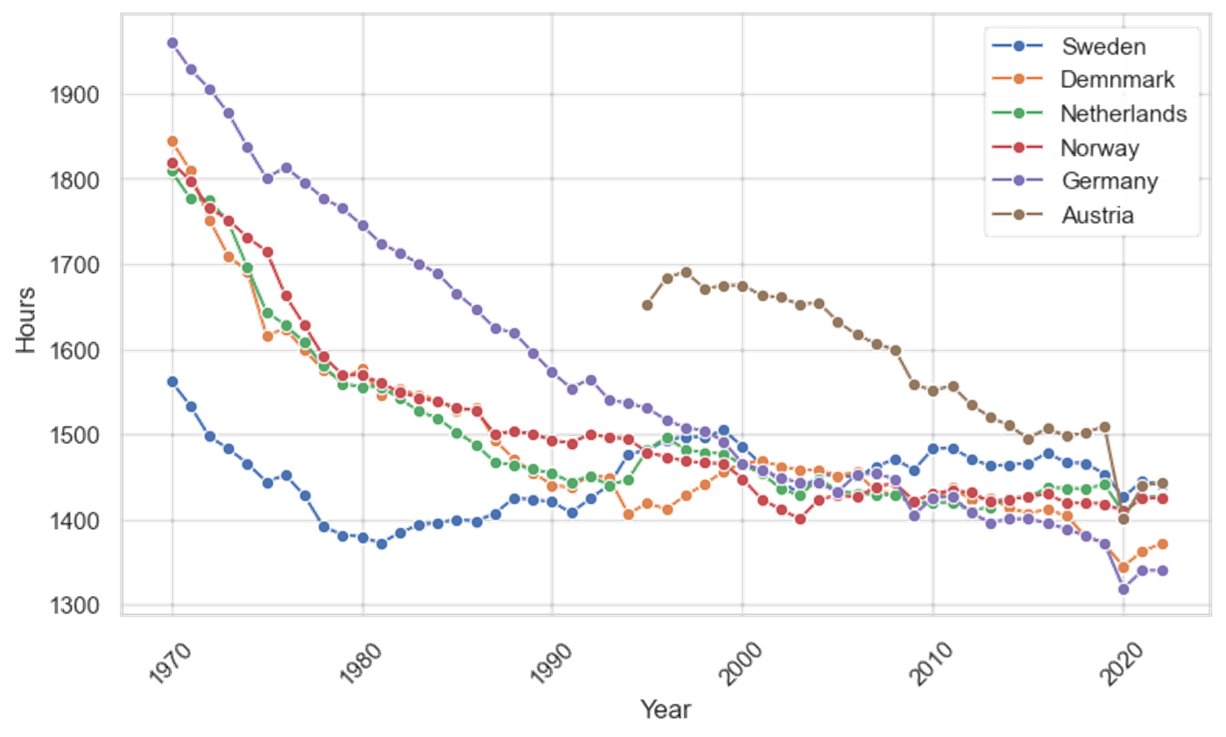 Sweden
Demnmark
Netherlands
Norway
Germany
Austria
Hours
1900
1800
1700
1600
1500
1400
1300
1970
1980
1990
2000
2010
2020
Year